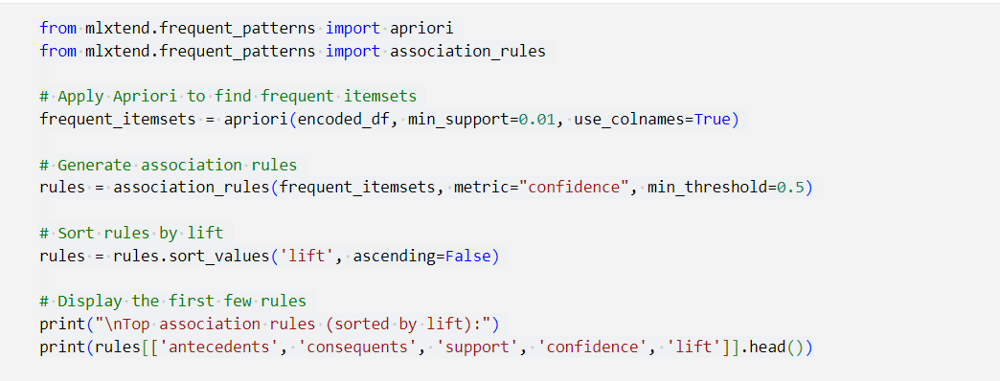 from mlxtend.frequent_patterns import apriori
from mlxtend.frequent_patterns import association_rules
# Apply Apriori to find frequent itemsets
frequent_itemsets = apriori(encoded_df, min_support=0.01, use_colnames=True)
# Generate association rules
rules = association_rules(frequent_itemsets, metric="confidence", min_threshold=0.5)
# Sort rules by lift
rules = rules.sort_values('lift', ascending=False)
# Display the first few rules
print("\nTop association rules (sorted by lift):")
print(rules[['antecedents', 'consequents', 'support', 'confidence', 'lift']].head())